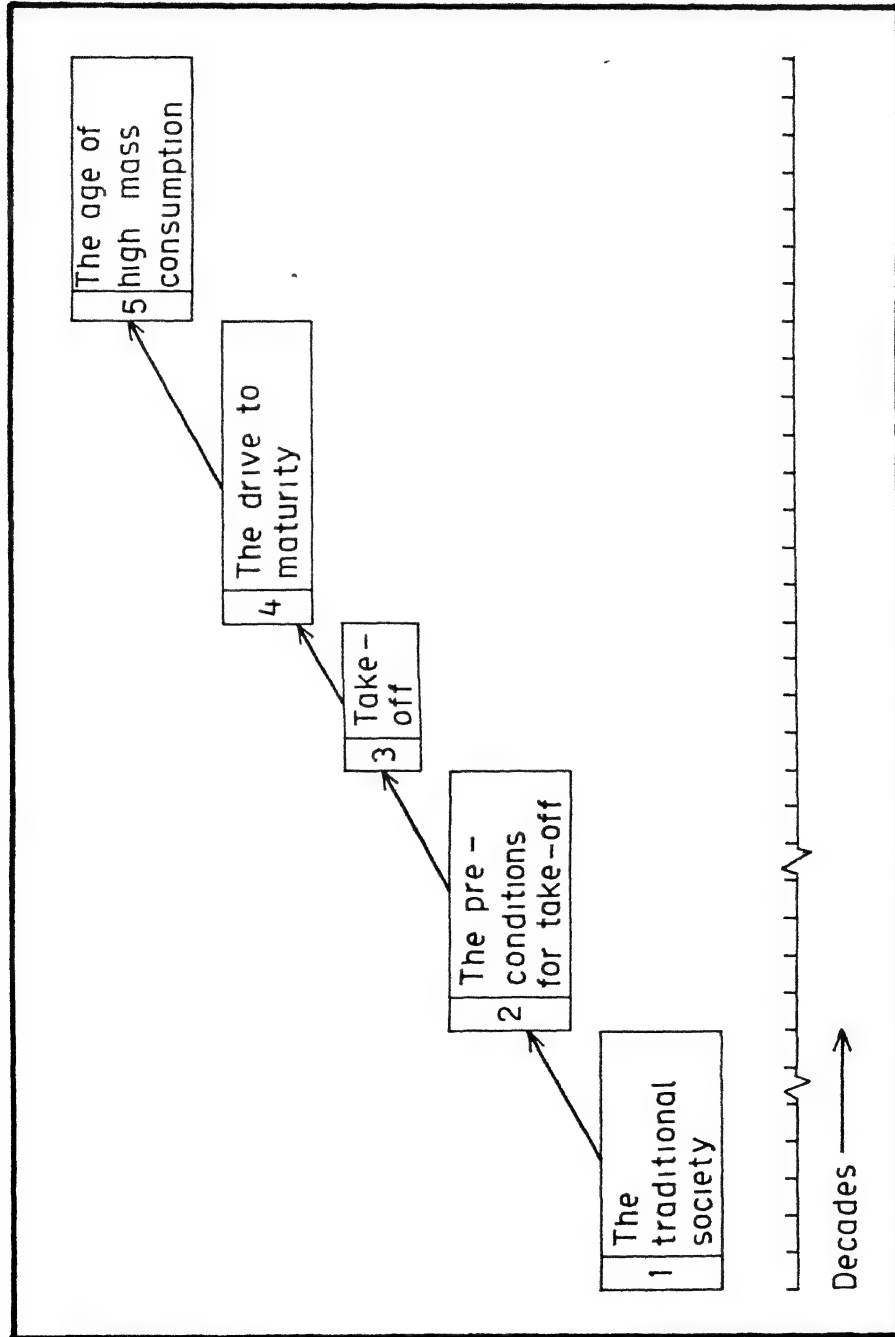 5
The age of
high mass
consumption
4
The drive to
maturity
3
Take-
off
2
The pre-
conditions
for take-off
1
The
traditional
society
Decades